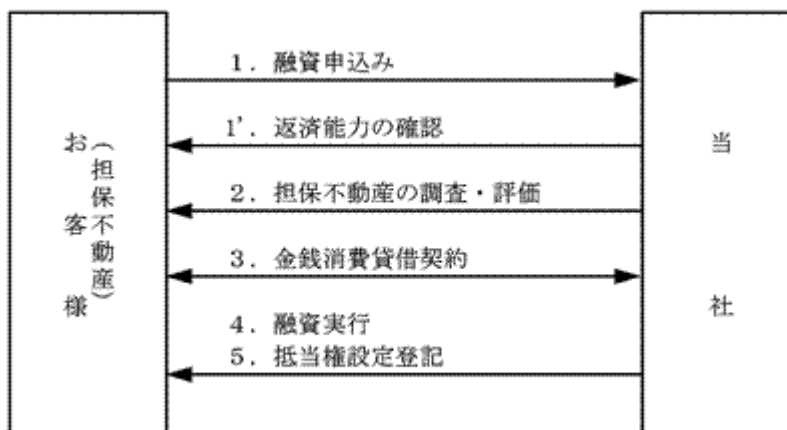 お客様
(担保不動産)
1．融資申込み
1'．返済能力の確認
2．担保不動産の調査・評価
3．金銭消費貸借契約
4．融資実行
5．抵当権設定登記
当社